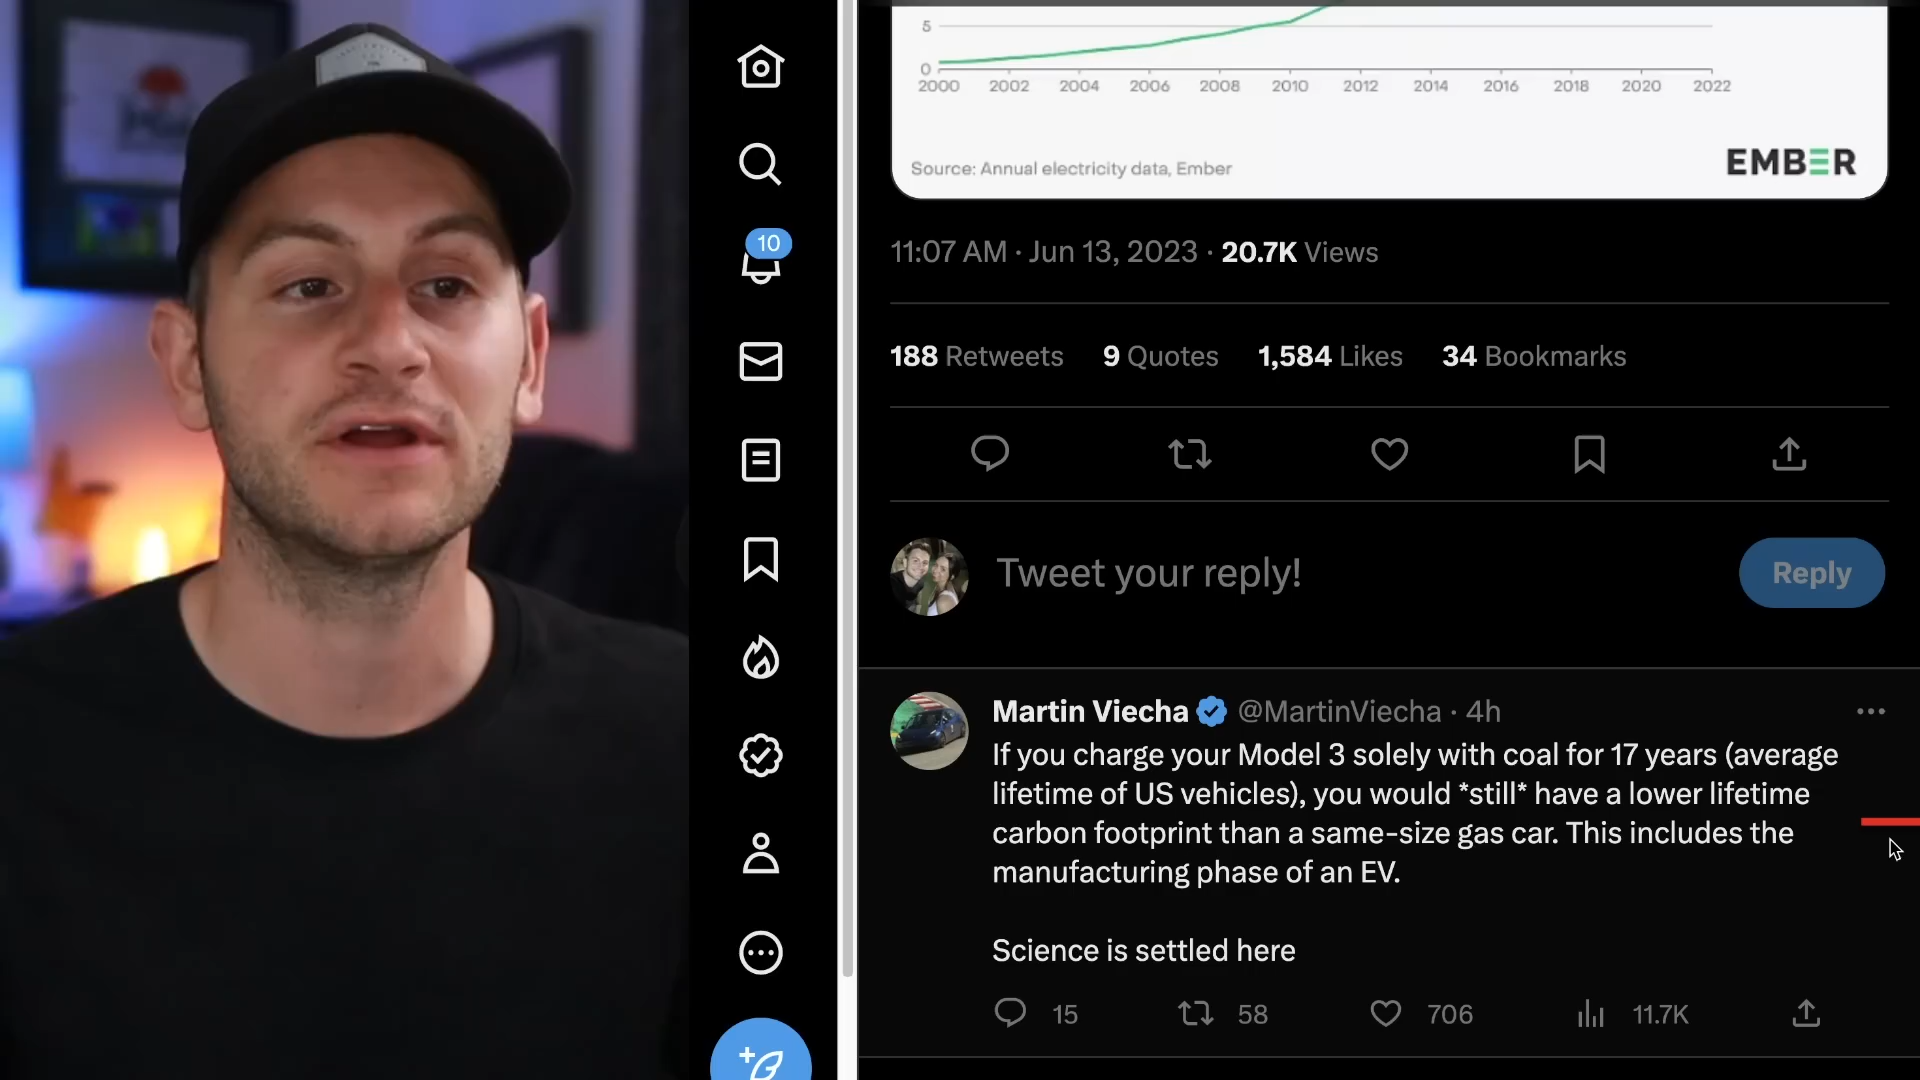 5
0
2000 2002 2004 2006 2008 2010 2012 2014 2016 2018 2020 2022
Source: Annual electricity data, Ember
EMBER
10
11:07 AM · Jun 13, 2023 · 20.7K Views
188 Retweets 9 Quotes 1,584 Likes 34 Bookmarks
Tweet your reply!
Reply
Martin Viecha @MartinViecha · 4h
If you charge your Model 3 solely with coal for 17 years (average
lifetime of US vehicles), you would *still* have a lower lifetime
carbon footprint than a same-size gas car. This includes the
manufacturing phase of an EV.
Science is settled here
15 58 706 11.7K